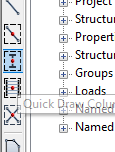 Project
Structur
Propert
Structur
Groups
Loads
Quick Draw Colu
Named
Named